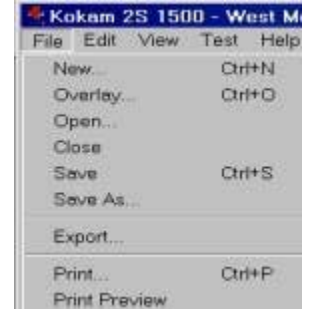 Kokam 2S 1500 - West M
File Edit View Test Help
New... Ctrl+N
Overlay... Ctrl+O
Open...
Close
Save Ctrl+S
Save As...
Export...
Print... Ctrl+P
Print Preview